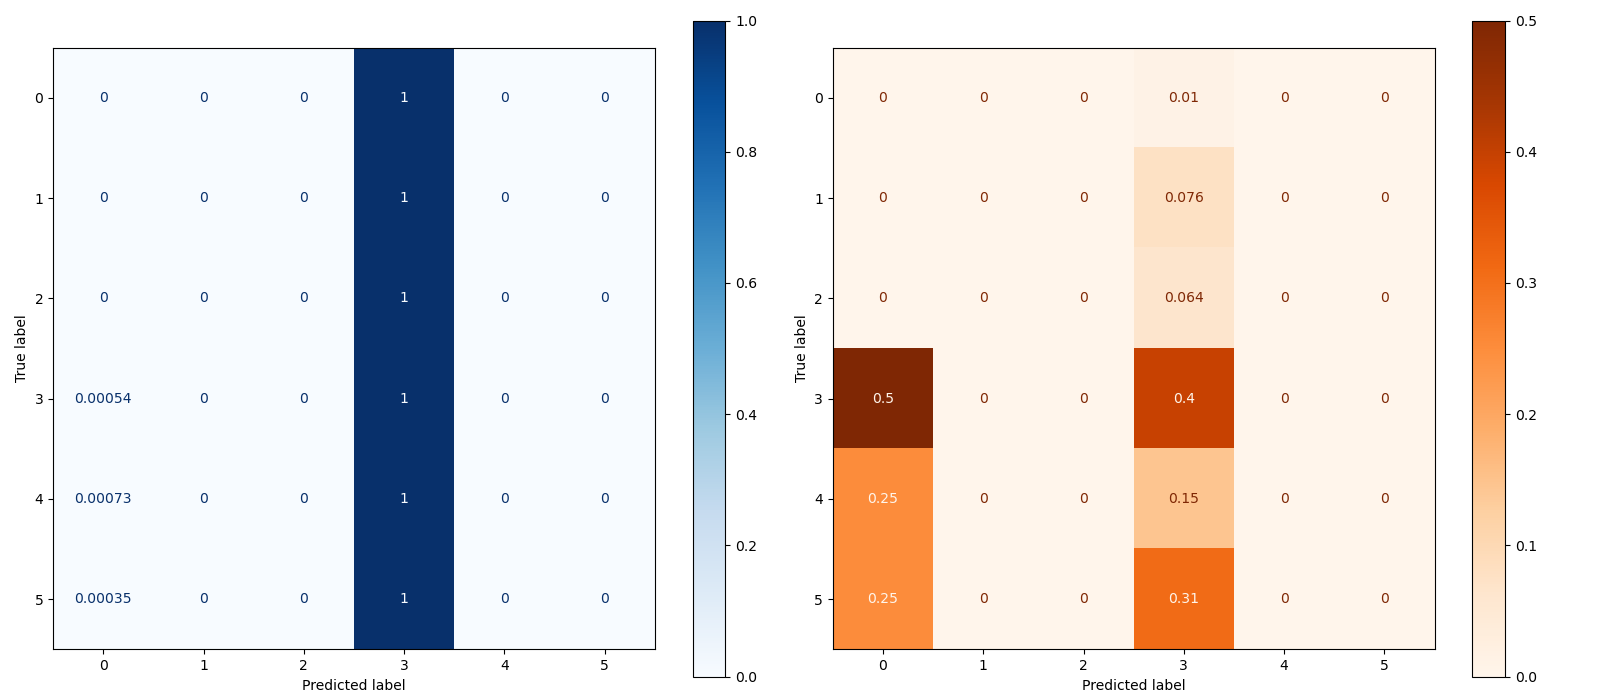 1.0
0.5
0 0 0 0 1 0 0
0 0 0 0 0.01 0 0
0.8
0.4
1 0 0 0 1 0 0
1 0 0 0 0.076 0 0
0.6
0.3
2 0 0 0 1 0 0
2 0 0 0 0.064 0 0
True label
True label
3 0.00054 0 0 1 0 0
0.4
3 0.5 0 0 0.4 0 0
0.2
4 0.00073 0 0 1 0 0
4 0.25 0 0 0.15 0 0
0.2
0.1
5 0.00035 0 0 1 0 0
5 0.25 0 0 0.31 0 0
0.0
0.0
0 1 2 3 4 5
0 1 2 3 4 5
Predicted label
Predicted label